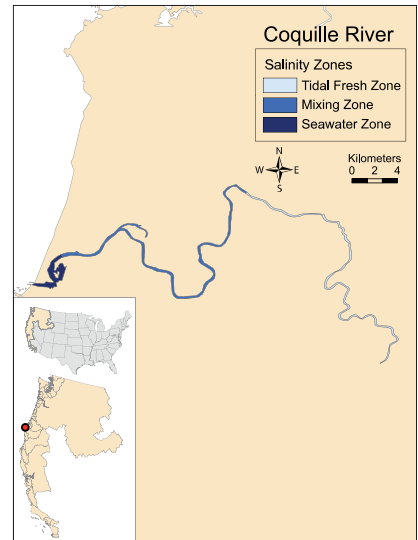 Coquille River
Salinity Zones
Tidal Fresh Zone
Mixing Zone
Seawater Zone
N
W E
S
Kilometers
0 2 4